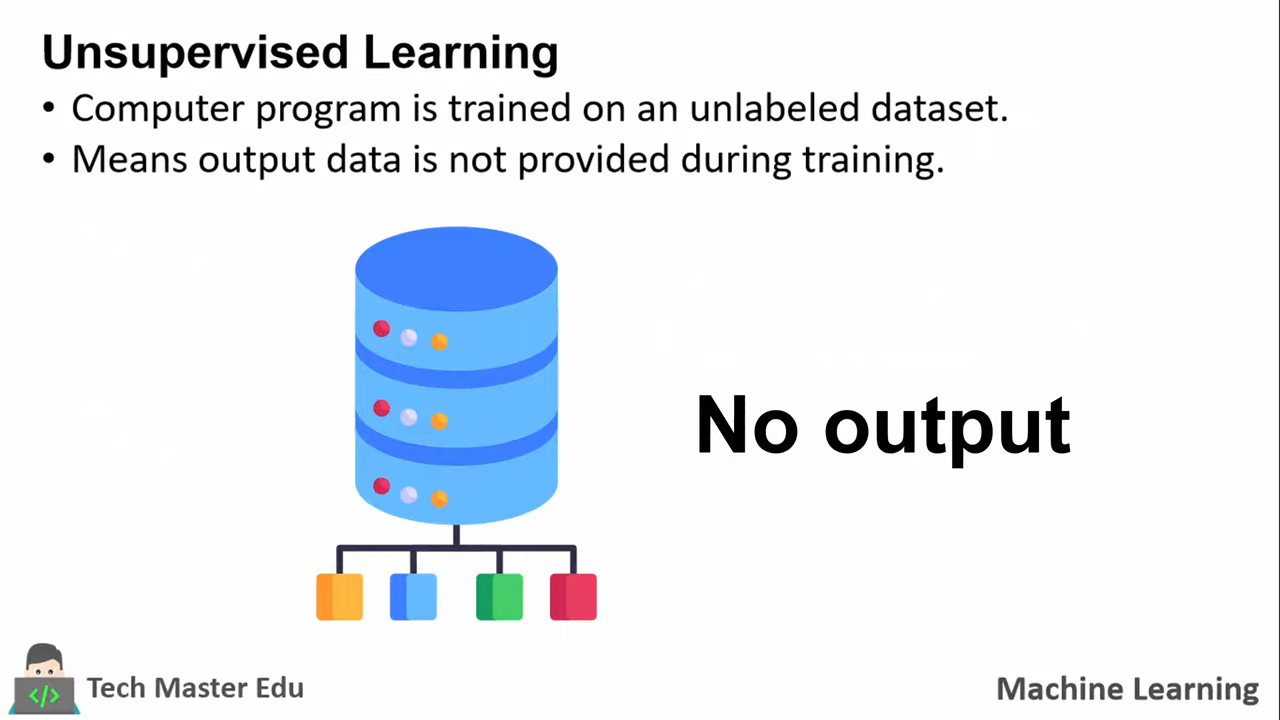 Unsupervised Learning
• Computer program is trained on an unlabeled dataset.
• Means output data is not provided during training.
No output
</>
Tech Master Edu
Machine Learning